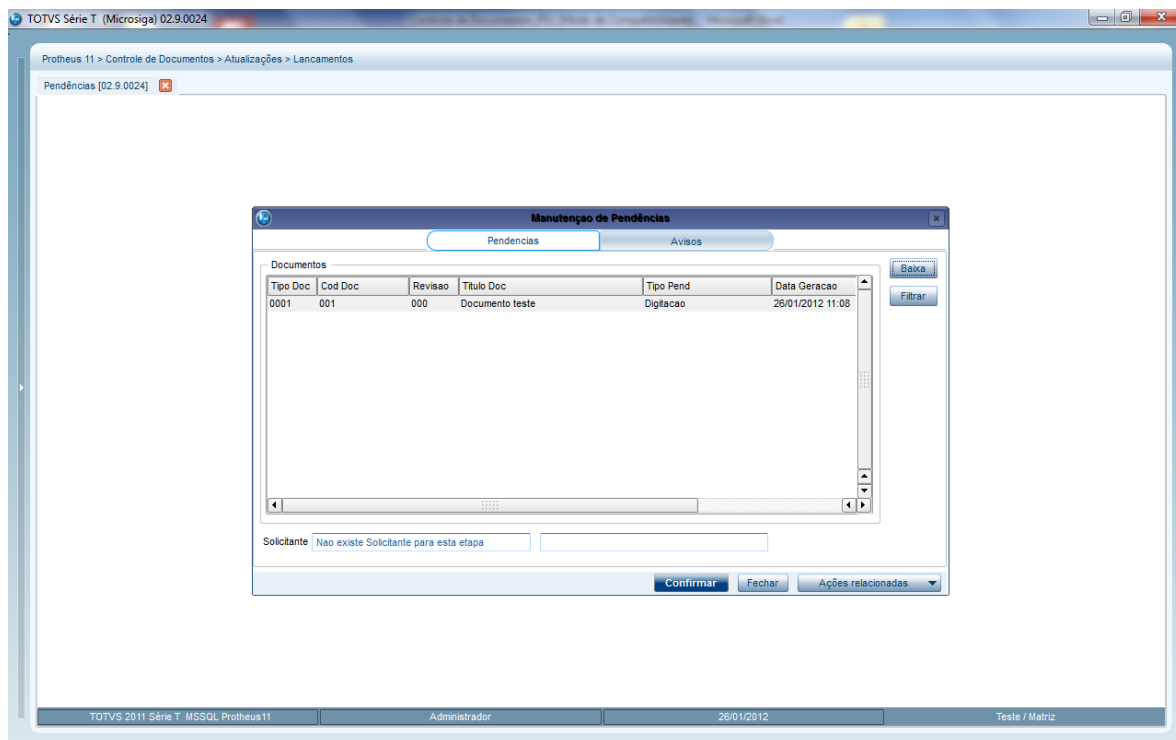 TOTVS Série T (Microsiga) 02.9.0024
Protheus 11 > Controle de Documentos > Atualizações > Lancamentos
Pendências [02.9.0024]
Manutençao de Pendências
Pendencias Avisos
Documentos
Baixa
Tipo Doc Cod Doc Revisao Titulo Doc Tipo Pend Data Geracao
Filtrar
0001 001 000 Documento teste Digitacao 26/01/2012 11:08
Solicitante Nao existe Solicitante para esta etapa
Confirmar Fechar Ações relacionadas
TOTVS 2011 Série T MSSQL Protheus11 Administrador 26/01/2012 Teste / Matriz